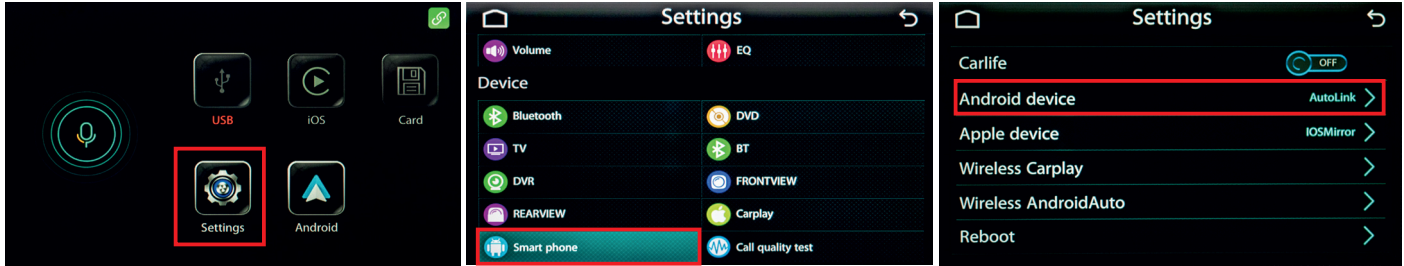 USB
iOS
Card
Settings
Android
Settings
Volume
EQ
Device
Bluetooth
DVD
TV
BT
DVR
FRONTVIEW
REARVIEW
Carplay
Smart phone
Call quality test
Settings
Carlife
OFF
Android device
AutoLink
Apple device
IOSMirror
Wireless Carplay
Wireless AndroidAuto
Reboot